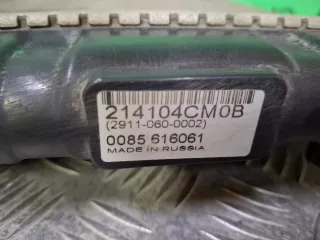 214104CM0B
(2911-060-0002)
0085 616061
MADE IN RUSSIA